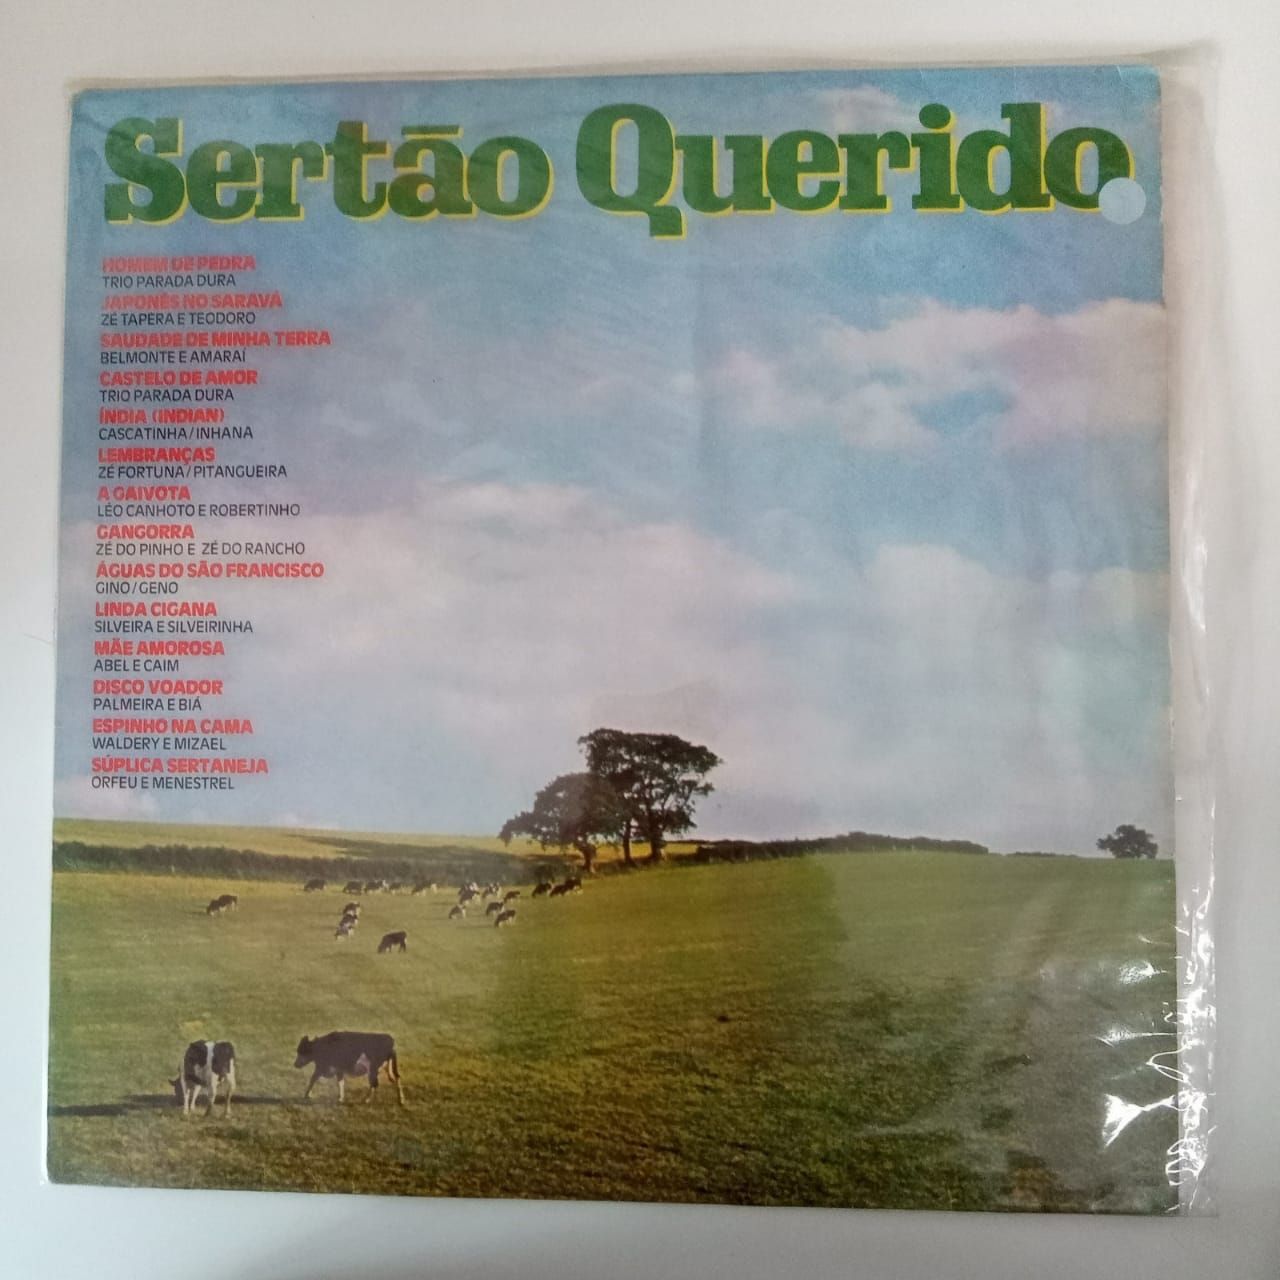 Sertão Querido
HOMEM DE PEDRA
TRIO PARADA DURA
JAPONÊS NO SARAVÁ
ZÉ TAPERA E TEODORO
SAUDADE DE MINHA TERRA
BELMONTE E AMARAÍ
CASTELO DE AMOR
TRIO PARADA DURA
ÍNDIA (INDIAN)
CASCATINHA/INHANA
LEMBRANÇAS
ZÉ FORTUNA/PITANGUEIRA
A GAIVOTA
LÉO CANHOTO E ROBERTINHO
GANGORRA
ZÉ DO PINHO E ZÉ DO RANCHO
ÁGUAS DO SÃO FRANCISCO
GINO/GENO
LINDA CIGANA
SILVEIRA E SILVEIRINHA
MÃE AMOROSA
ABEL E CAIM
DISCO VOADOR
PALMEIRA E BIÁ
ESPINHO NA CAMA
WALDERY E MIZAEL
SÚPLICA SERTANEJA
ORFEU E MENESTREL